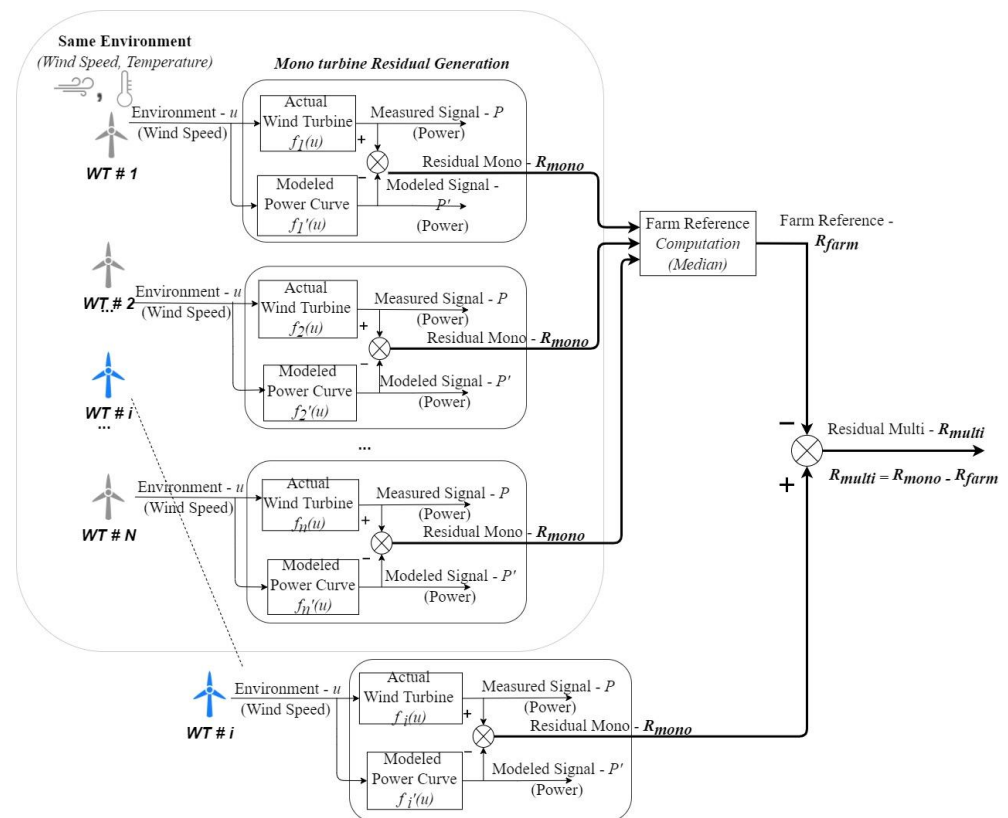 Same Environment
(Wind Speed, Temperature)
,
Mono turbine Residual Generation
Environment - u
(Wind Speed)
WT # 1
Actual
Wind Turbine
f1(u)
Measured Signal - P
(Power)
+
Residual Mono - Rmono
−
Modeled
Power Curve
f1'(u)
Modeled Signal -
P'
(Power)
Farm Reference
Computation
(Median)
Farm Reference -
Rfarm
WT # 2
...
Environment - u
(Wind Speed)
Actual
Wind Turbine
f2(u)
Measured Signal - P
(Power)
+
Residual Mono - Rmono
−
Modeled
Power Curve
f2'(u)
Modeled Signal - P'
(Power)
WT # i
...
...
−
Residual Multi - Rmulti
+
Rmulti = Rmono - Rfarm
WT # N
Environment - u
(Wind Speed)
Actual
Wind Turbine
fn(u)
Measured Signal - P
(Power)
+
Residual Mono - Rmono
−
Modeled
Power Curve
fn'(u)
Modeled Signal - P'
(Power)
WT # i
Environment - u
(Wind Speed)
Actual
Wind Turbine
fi(u)
Measured Signal - P
(Power)
+
Residual Mono - Rmono
−
Modeled
Power Curve
fi'(u)
Modeled Signal - P'
(Power)